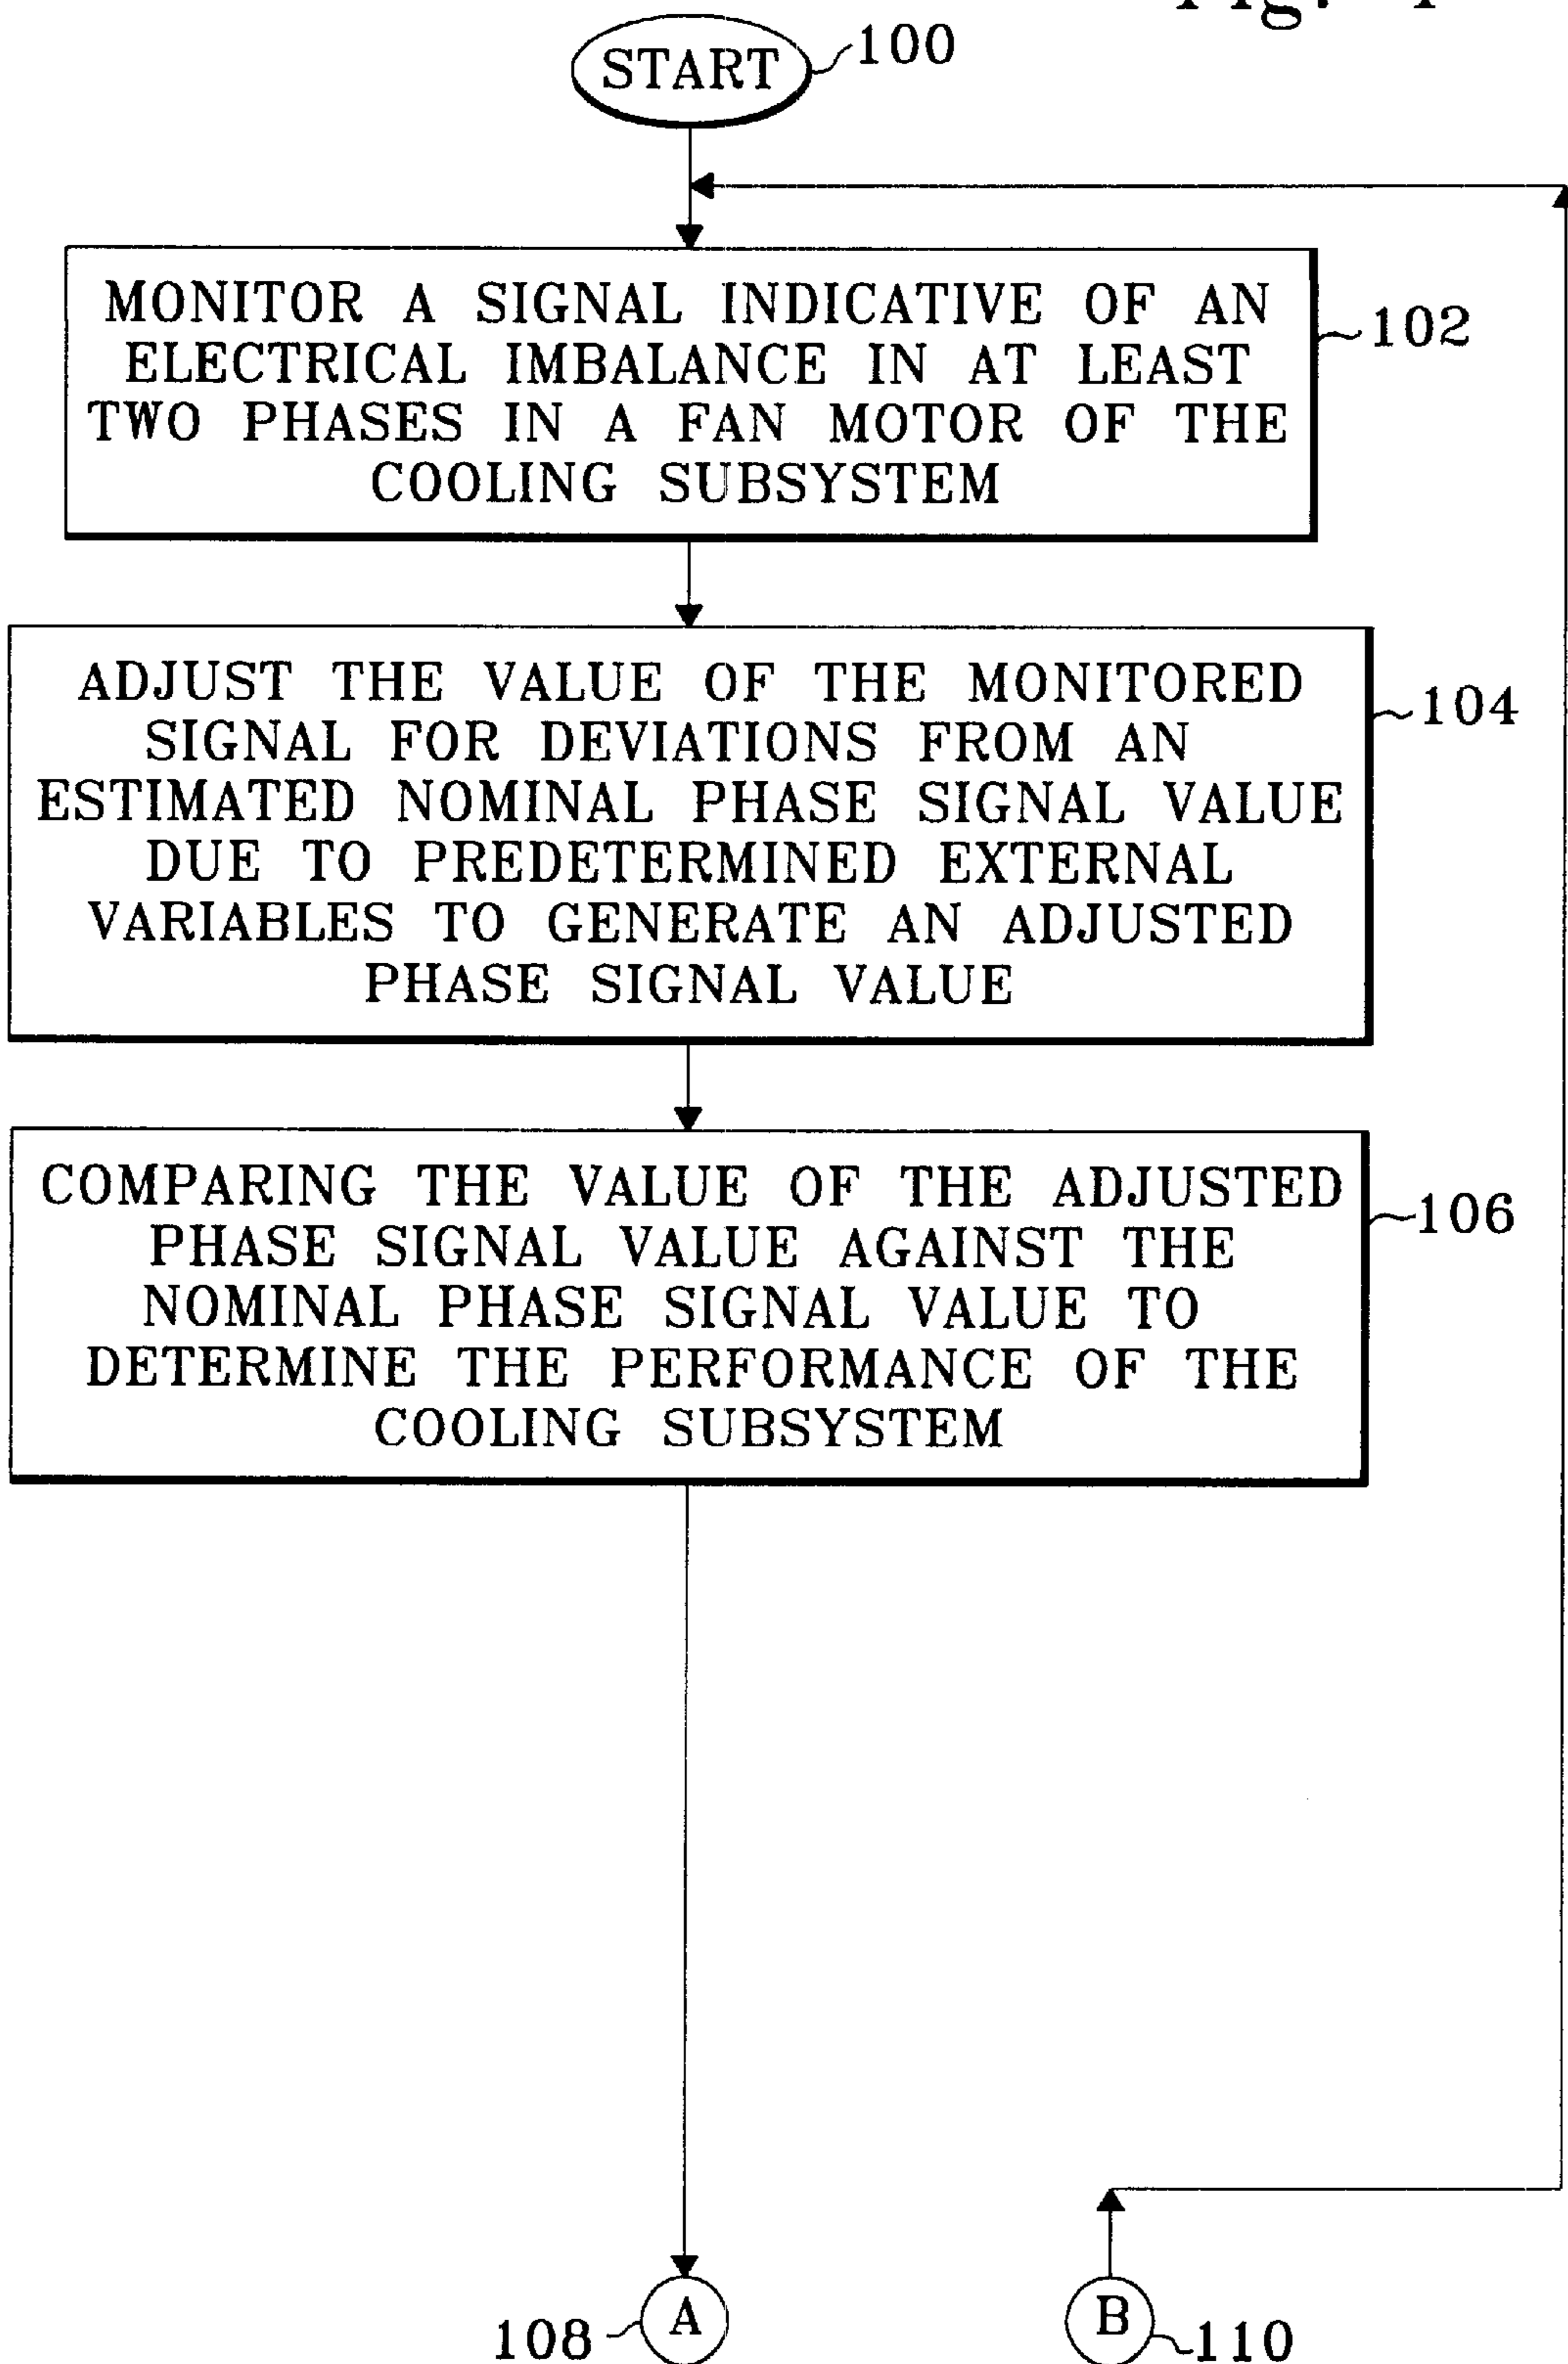 START
100
MONITOR A SIGNAL INDICATIVE OF AN
ELECTRICAL IMBALANCE IN AT LEAST
TWO PHASES IN A FAN MOTOR OF THE
COOLING SUBSYSTEM
102
ADJUST THE VALUE OF THE MONITORED
SIGNAL FOR DEVIATIONS FROM AN
ESTIMATED NOMINAL PHASE SIGNAL VALUE
DUE TO PREDETERMINED EXTERNAL
VARIABLES TO GENERATE AN ADJUSTED
PHASE SIGNAL VALUE
104
COMPARING THE VALUE OF THE ADJUSTED
PHASE SIGNAL VALUE AGAINST THE
NOMINAL PHASE SIGNAL VALUE TO
DETERMINE THE PERFORMANCE OF THE
COOLING SUBSYSTEM
106
108
A
B
110